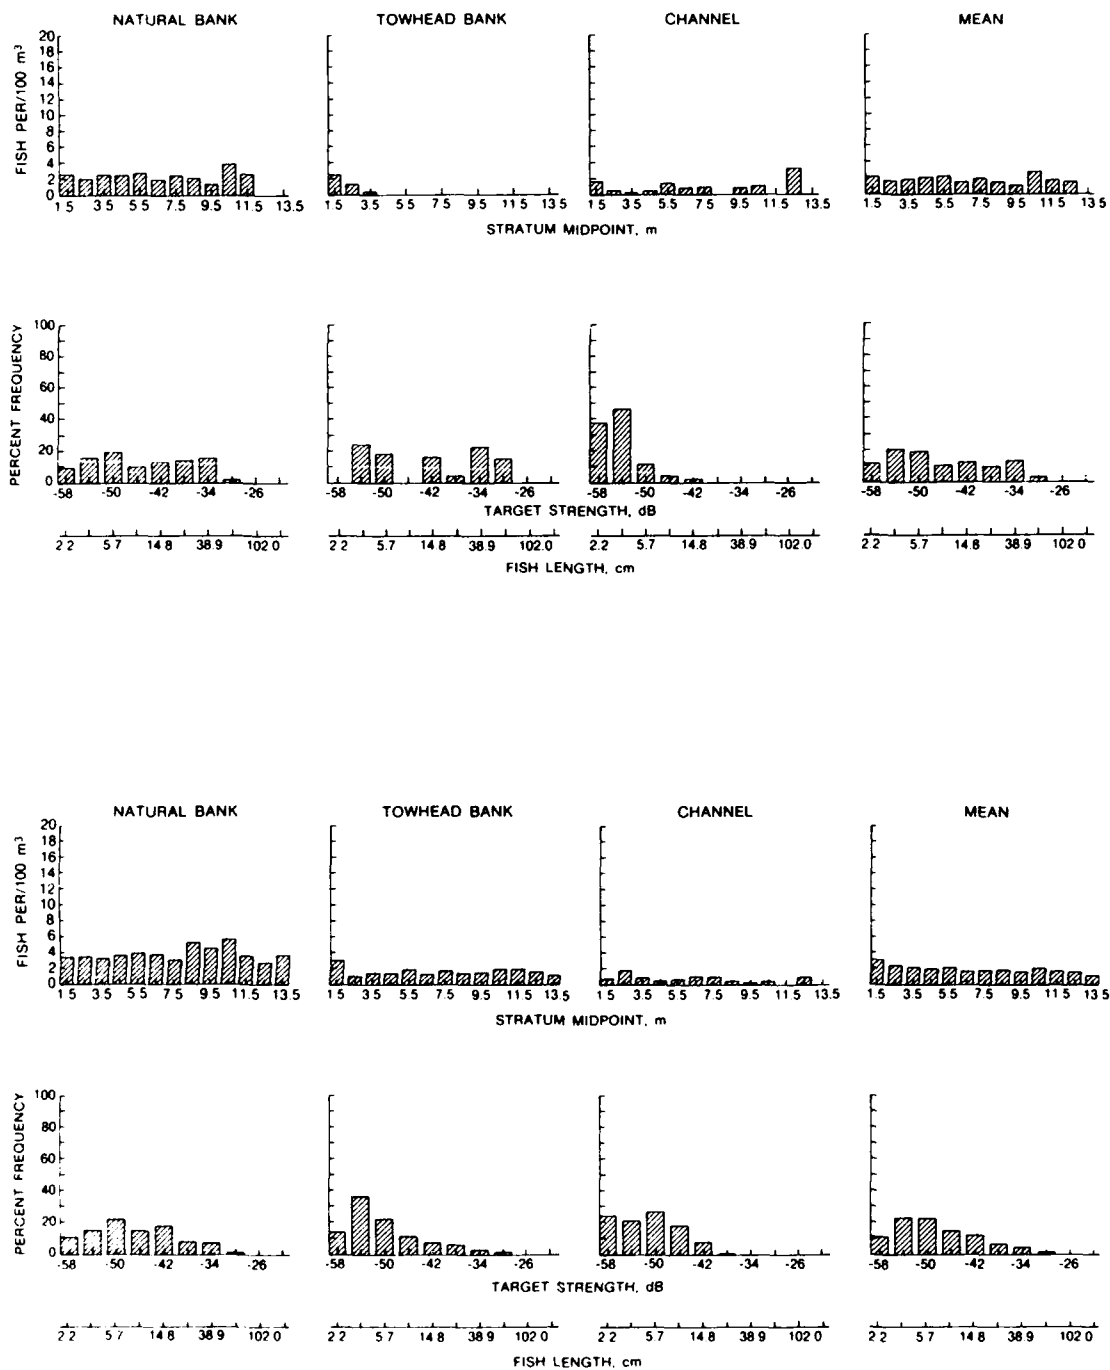 NATURAL BANK TOWHEAD BANK CHANNEL MEAN
FISH PER/100 m³
20
18
16
14
12
10
8
6
4
2
0
1 5 3 5 5 5 7.5 9.5 11.5 13.5 1.5 3.5 5 5 7.5 9.5 11.5 13.5 1.5 3.5 5.5 7 5 9.5 11.5 13.5 1.5 3.5 5.5 7.5 9.5 11.5 13.5
STRATUM MIDPOINT, m
PERCENT FREQUENCY
100
80
60
40
20
0
-58 -50 -42 -34 -26 -58 -50 -42 -34 -26 -58 -50 -42 -34 -26 -58 -50 -42 -34 -26
TARGET STRENGTH, dB
2 2 5.7 14 8 38.9 102 0 2 2 5.7 14.8 38 9 102.0 2.2 5.7 14.8 38 9 102 0 2.2 5.7 14.8 38 9 102 0
FISH LENGTH, cm
NATURAL BANK TOWHEAD BANK CHANNEL MEAN
FISH PER/100 m³
20
18
16
14
12
10
8
6
4
2
0
1 5 3 5 5 5 7.5 9.5 11.5 13.5 1 5 3.5 5.5 7.5 9.5 11.5 13.5 1 5 3.5 5.5 7.5 9.5 11.5 13.5 1.5 3.5 5 5 7.5 9.5 11.5 13.5
STRATUM MIDPOINT, m
PERCENT FREQUENCY
100
80
60
40
20
0
-58 -50 -42 -34 -26 -58 -50 -42 -34 -26 -58 -50 -42 -34 -26 -58 -50 -42 -34 -26
TARGET STRENGTH, dB
2 2 5 7 14 8 38.9 102 0 2 2 5 7 14 8 38 9 102 0 2 2 5.7 14 8 38 9 102 0 2 2 5 7 14 8 38 9 102 0
FISH LENGTH, cm